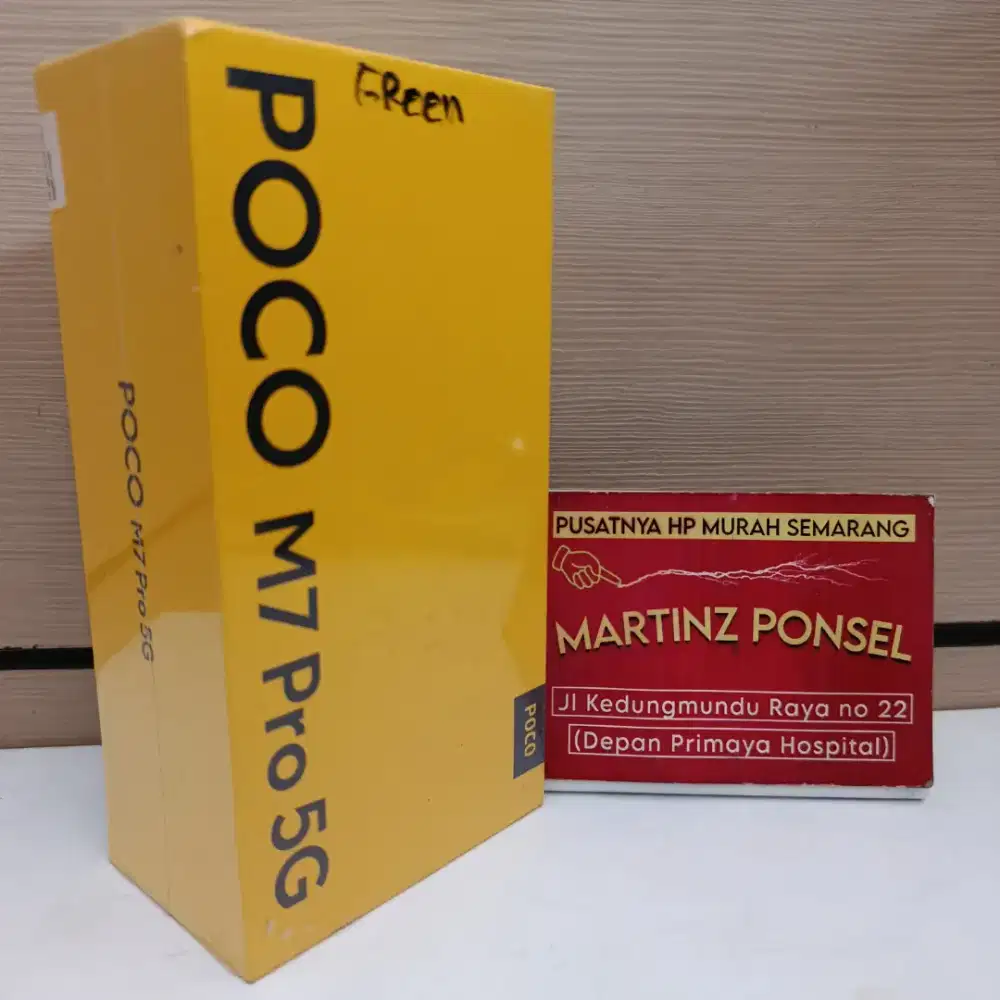 GReen
POCO M7 Pro 5G
POCO M7 Pro 5G
POCO
PUSATNYA HP MURAH SEMARANG
MARTINZ PONSEL
Jl Kedungmundu Raya no 22
(Depan Primaya Hospital)